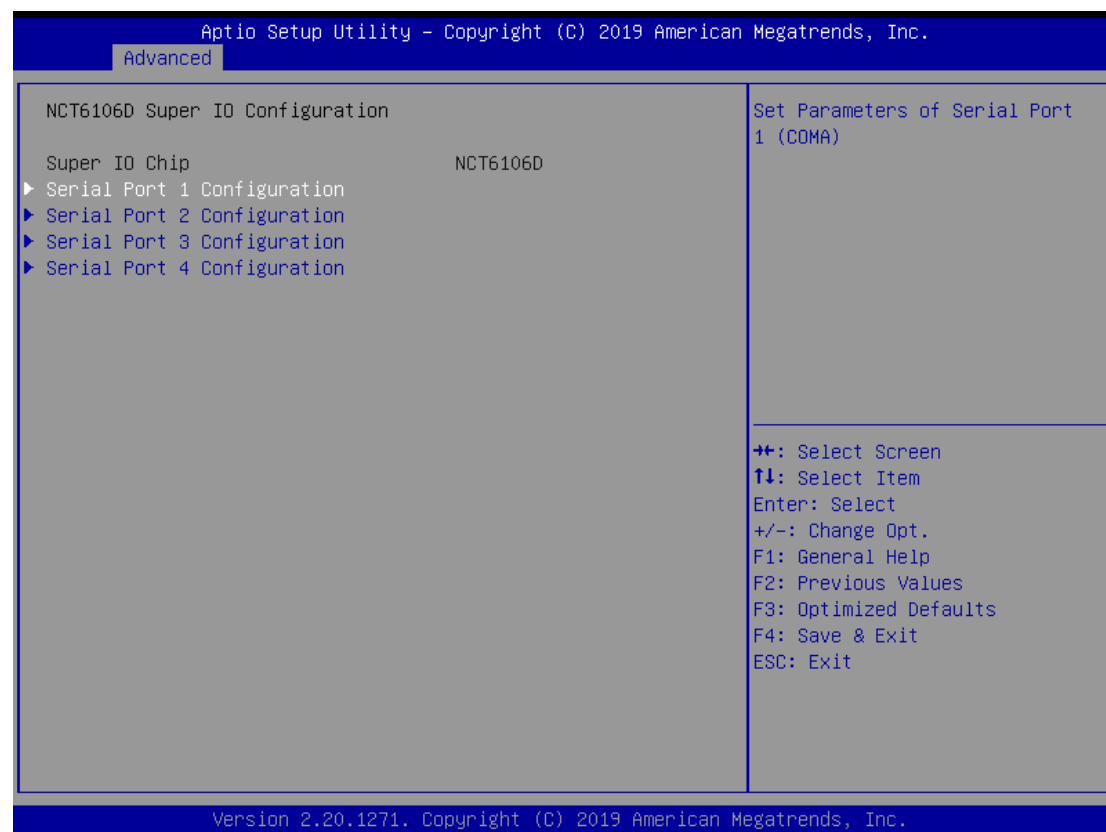 Aptio Setup Utility – Copyright (C) 2019 American Megatrends, Inc.
Advanced
NCT6106D Super IO Configuration
Super IO Chip NCT6106D
▶ Serial Port 1 Configuration
▶ Serial Port 2 Configuration
▶ Serial Port 3 Configuration
▶ Serial Port 4 Configuration
Set Parameters of Serial Port
1 (COMA)
→←: Select Screen
↑↓: Select Item
Enter: Select
+/-: Change Opt.
F1: General Help
F2: Previous Values
F3: Optimized Defaults
F4: Save & Exit
ESC: Exit
Version 2.20.1271. Copyright (C) 2019 American Megatrends, Inc.